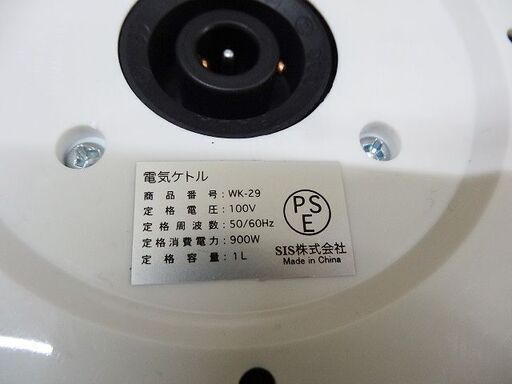 電気ケトル
商品番号:WK-29
定格電圧:100V
定格周波数:50/60Hz
定格消費電力:900W
定格容量:1L
PS
E
SIS株式会社
Made in China